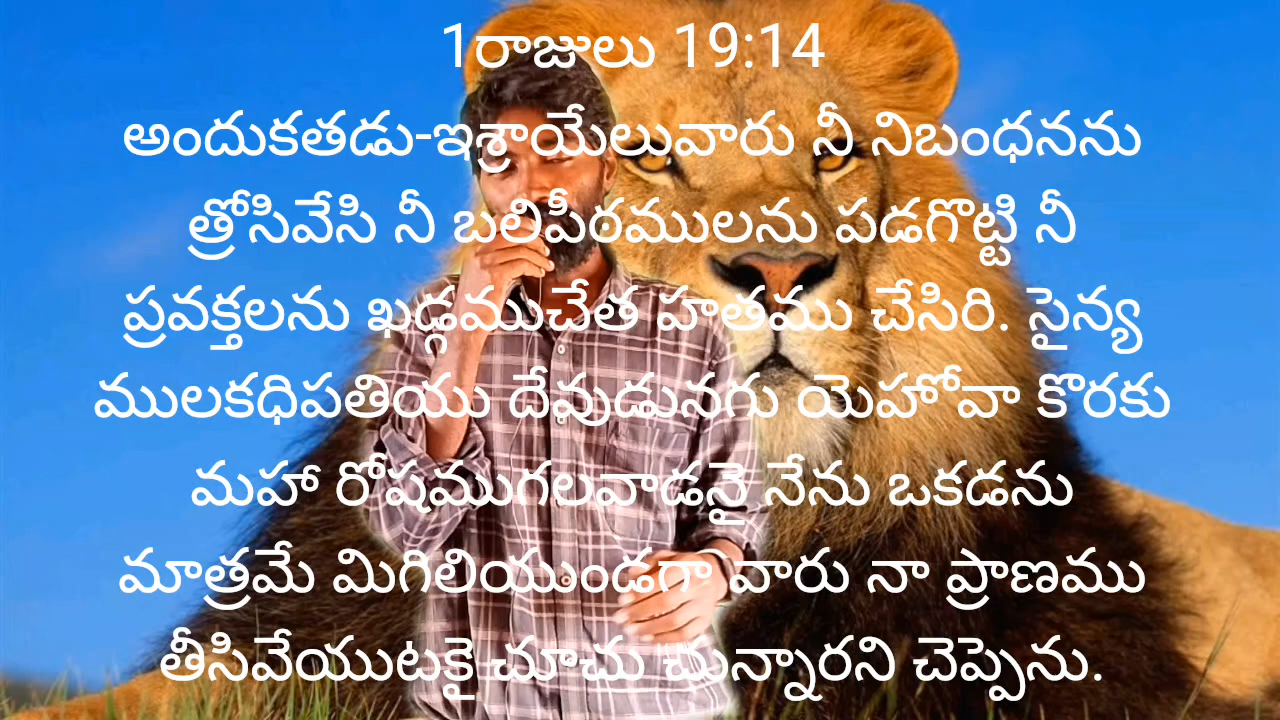 1రాజులు 19:14
అందుకతడు-ఇశ్రాయేలువారు నీ నిబంధనను
త్రోసివేసి నీ బలిపీఠములను పడగొట్టి నీ
ప్రవక్తలను ఖడ్గముచేత హతము చేసిరి. సైన్య
ములకధిపతియు దేవుడునగు యెహోవా కొరకు
మహా రోషముగలవాడనై నేను ఒకడను
మాత్రమే మిగిలియుండగా వారు నా ప్రాణము
తీసివేయుటకై చూచు చున్నారని చెప్పెను.